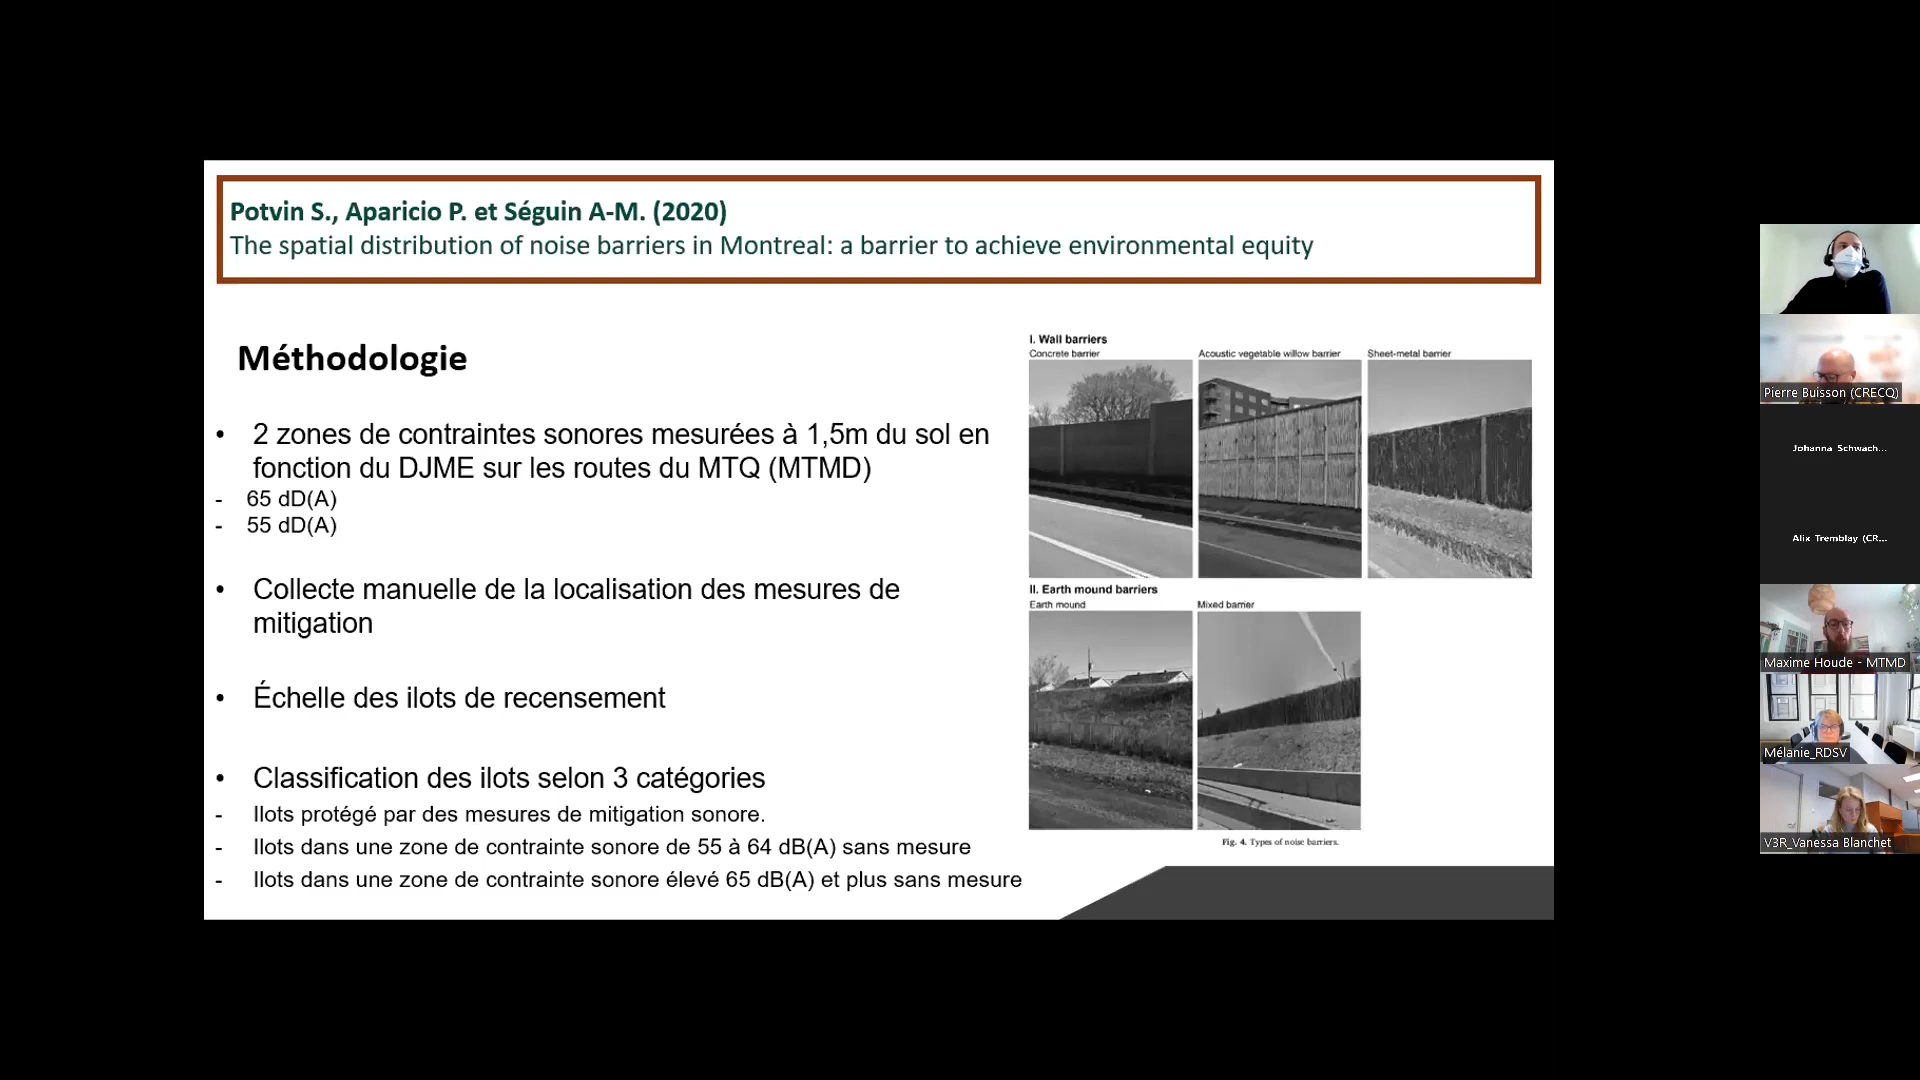 Potvin S., Aparicio P. et Séguin A-M. (2020)
The spatial distribution of noise barriers in Montreal: a barrier to achieve environmental equity
Méthodologie
• 2 zones de contraintes sonores mesurées à 1,5m du sol en
fonction du DJME sur les routes du MTQ (MTMD)
- 65 dD(A)
- 55 dD(A)
• Collecte manuelle de la localisation des mesures de
mitigation
• Échelle des ilots de recensement
• Classification des ilots selon 3 catégories
- Ilots protégé par des mesures de mitigation sonore.
- Ilots dans une zone de contrainte sonore de 55 à 64 dB(A) sans mesure
- Ilots dans une zone de contrainte sonore élevé 65 dB(A) et plus sans mesure
I. Wall barriers
Concrete barrier
Acoustic vegetable willow barrier
Sheet-metal barrier
II. Earth mound barriers
Earth mound
Mixed barrier
Fig. 4. Types of noise barriers.
Pierre Buisson (CRECQ)
Johanna Schwach...
Alix Tremblay (CR...
Maxime Houde - MTMD
Mélanie_RDSV
V3R_Vanessa Blanchet